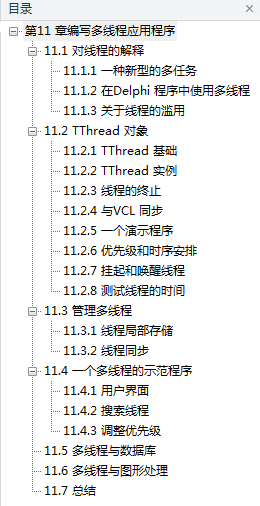 目录
第11 章编写多线程应用程序
11.1 对线程的解释
11.1.1 一种新型的多任务
11.1.2 在Delphi 程序中使用多线程
11.1.3 关于线程的滥用
11.2 TThread 对象
11.2.1 TThread 基础
11.2.2 TThread 实例
11.2.3 线程的终止
11.2.4 与VCL 同步
11.2.5 一个演示程序
11.2.6 优先级和时序安排
11.2.7 挂起和唤醒线程
11.2.8 测试线程的时间
11.3 管理多线程
11.3.1 线程局部存储
11.3.2 线程同步
11.4 一个多线程的示范程序
11.4.1 用户界面
11.4.2 搜索线程
11.4.3 调整优先级
11.5 多线程与数据库
11.6 多线程与图形处理
11.7 总结